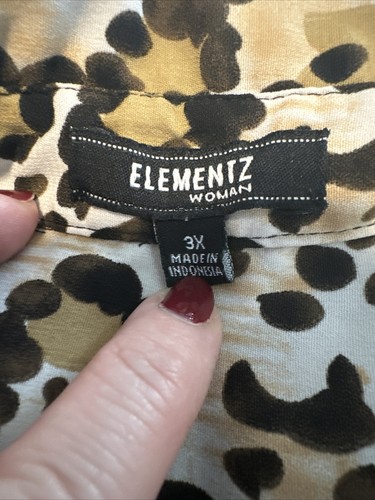 ELEMENTZ
WOMAN
3X
MADE IN
INDONESIA